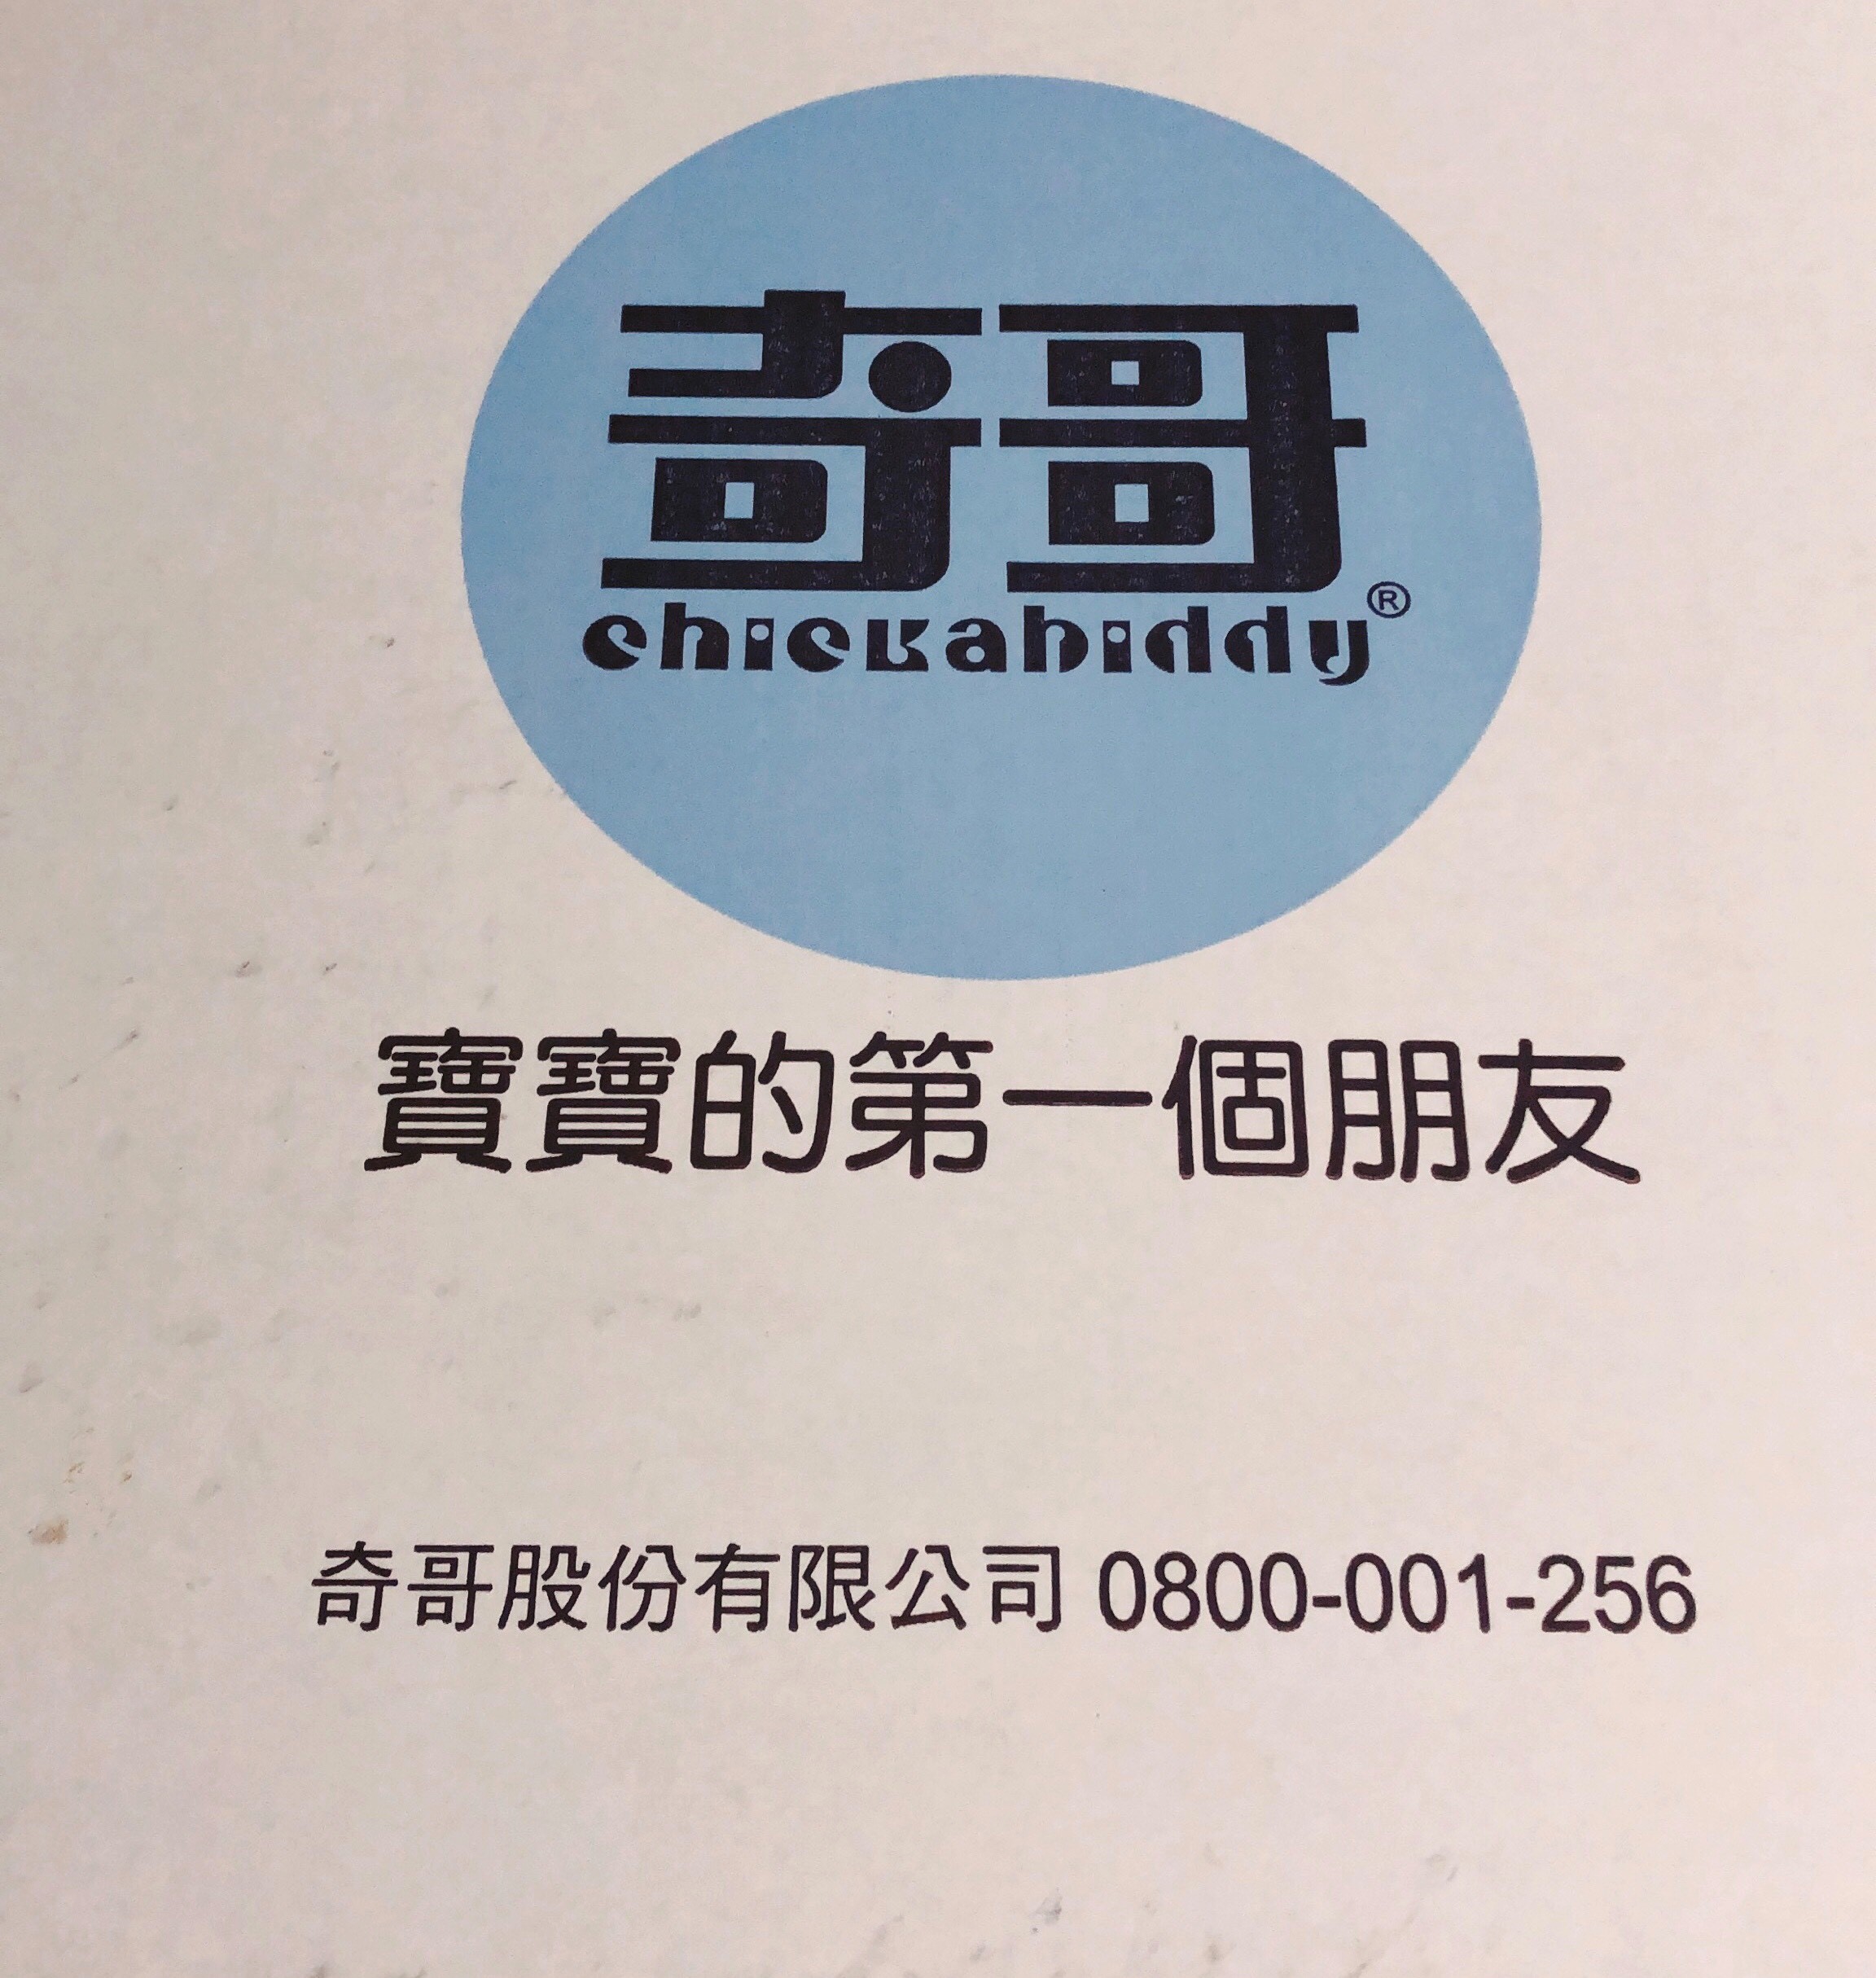 奇哥
chickabiddy®
寶寶的第一個朋友
奇哥股份有限公司 0800-001-256